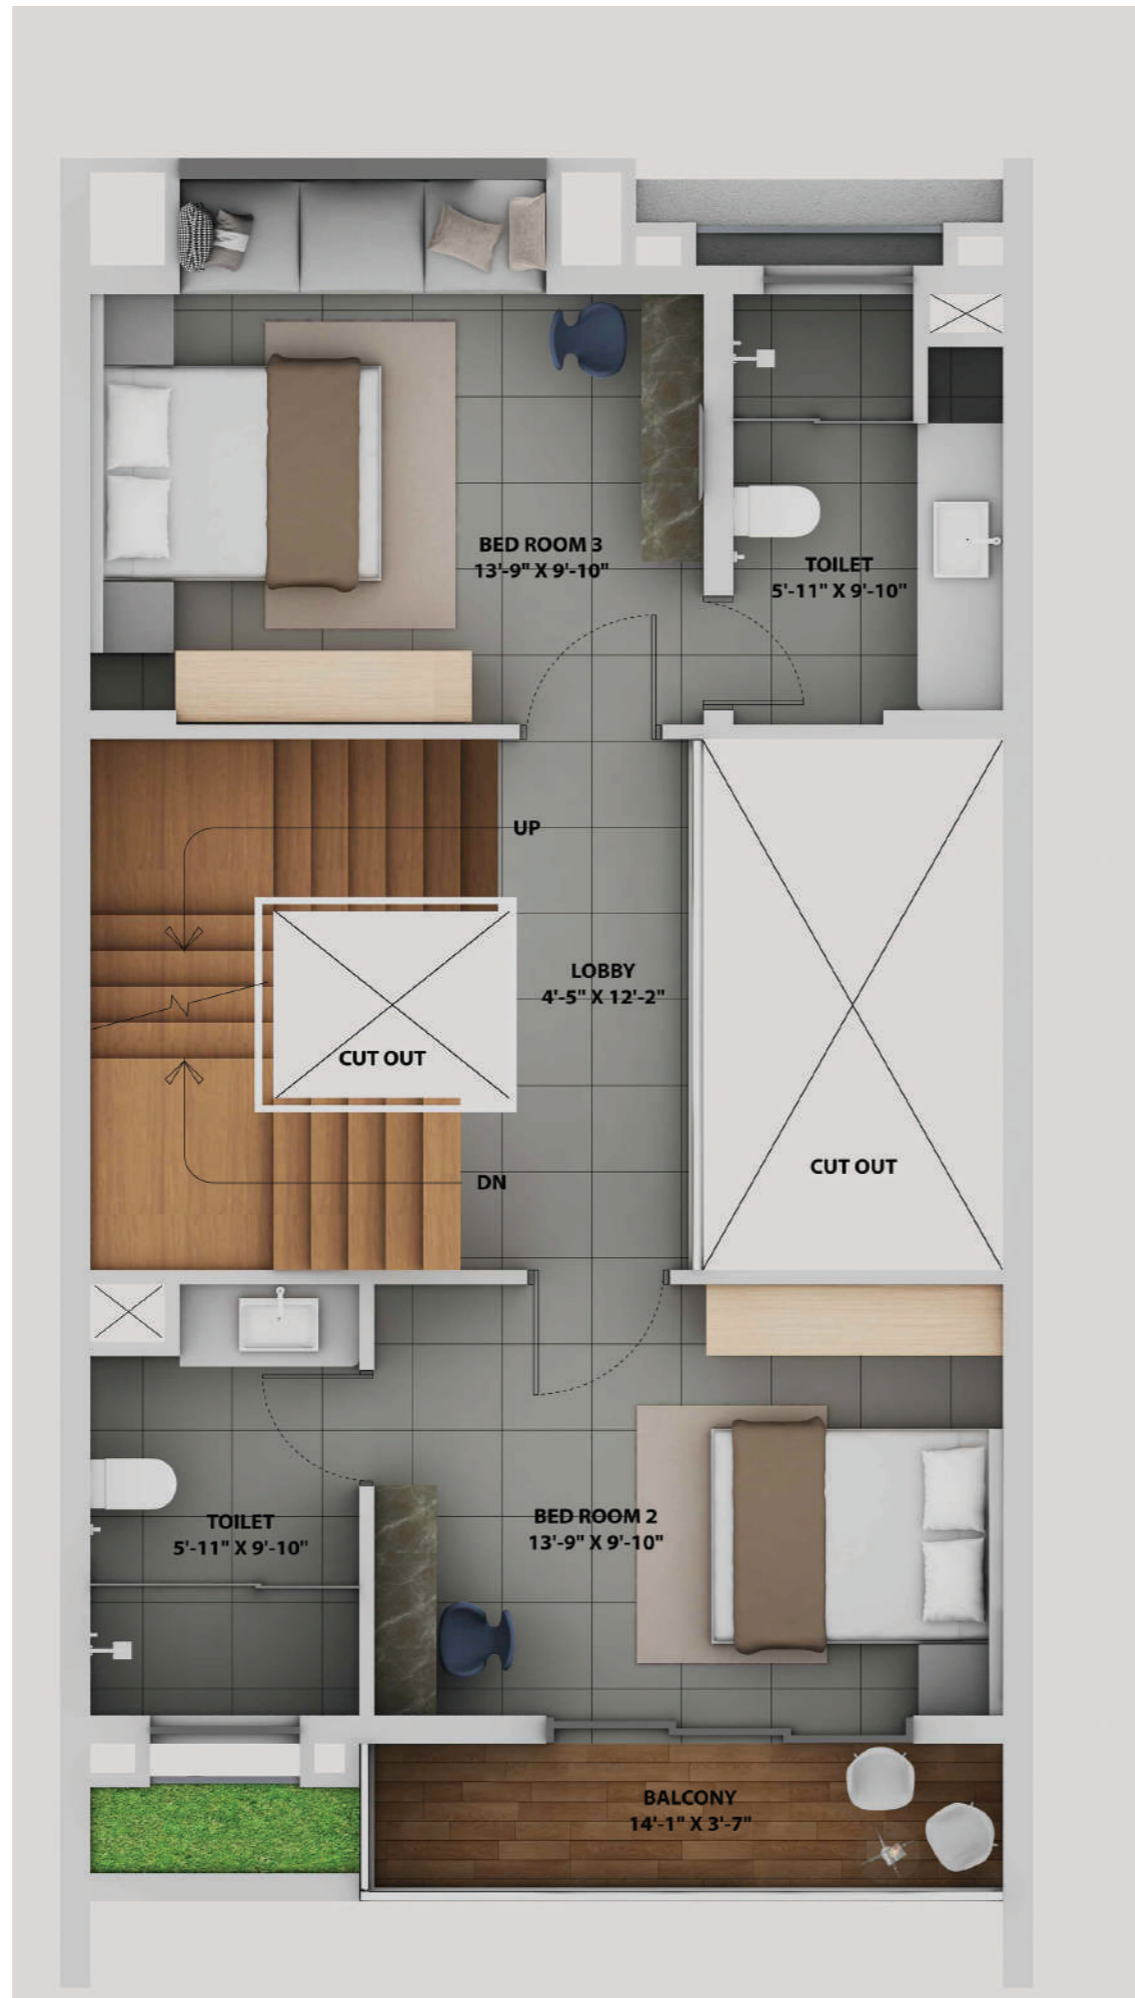 BED ROOM 3
13'-9" X 9'-10"
TOILET
5'-11" X 9'-10"
UP
LOBBY
4'-5" X 12'-2"
CUT OUT
CUT OUT
DN
BED ROOM 2
13'-9" X 9'-10"
TOILET
5'-11" X 9'-10"
BALCONY
14'-1" X 3'-7"